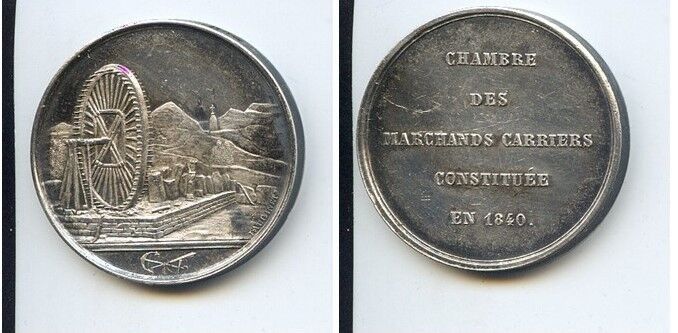 CHAMBRE
DES
MARCHANDS CARRIERS
CONSTITUÉE
EN 1840.